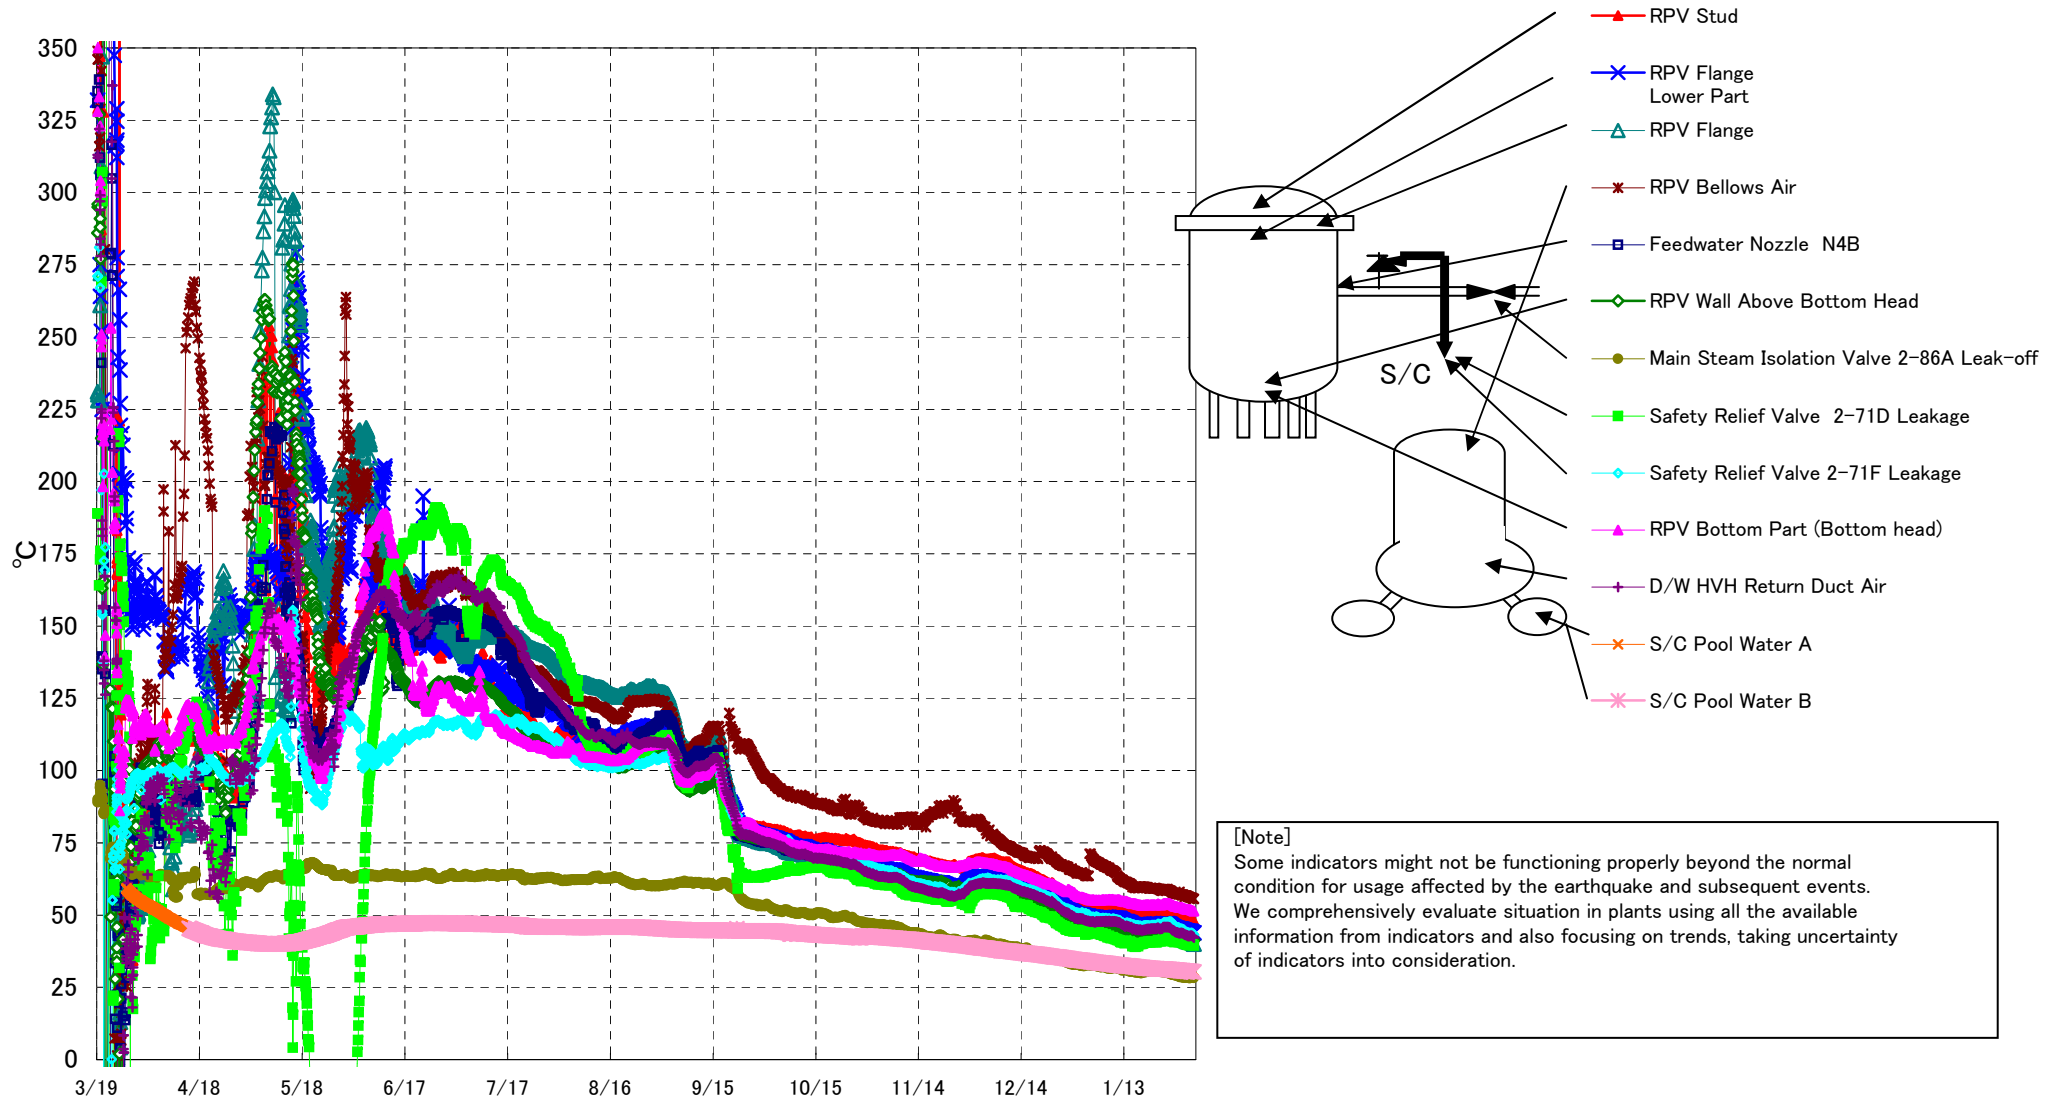 350
325
300
275
250
225
200
175
150
125
100
75
50
25
0
℃
3/19 4/18 5/18 6/17 7/17 8/16 9/15 10/15 11/14 12/14 1/13
RPV Stud
RPV Flange
Lower Part
RPV Flange
RPV Bellows Air
Feedwater Nozzle N4B
RPV Wall Above Bottom Head
Main Steam Isolation Valve 2-86A Leak-off
Safety Relief Valve 2-71D Leakage
Safety Relief Valve 2-71F Leakage
RPV Bottom Part (Bottom head)
D/W HVH Return Duct Air
S/C Pool Water A
S/C Pool Water B
S/C
[Note]
Some indicators might not be functioning properly beyond the normal
condition for usage affected by the earthquake and subsequent events.
We comprehensively evaluate situation in plants using all the available
information from indicators and also focusing on trends, taking uncertainty
of indicators into consideration.